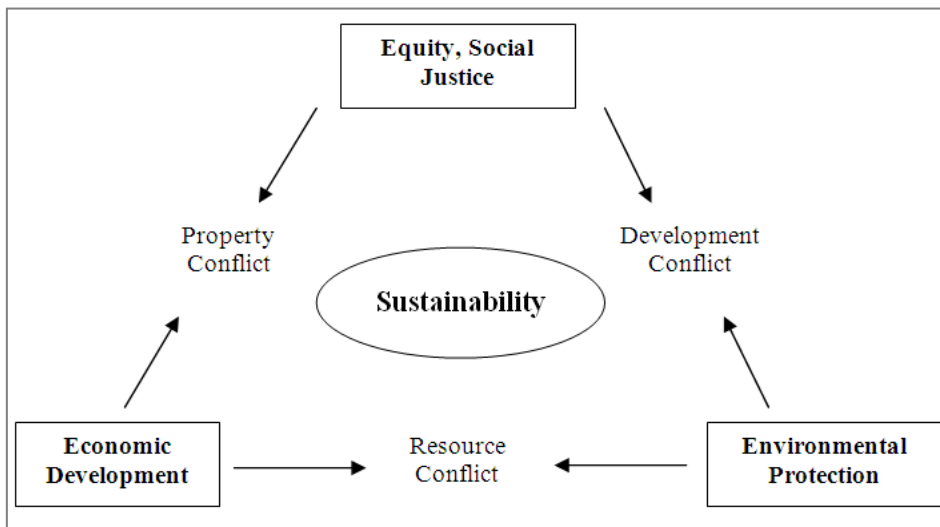 Equity, Social
Justice
Property
Conflict
Development
Conflict
Sustainability
Economic
Development
Resource
Conflict
Environmental
Protection